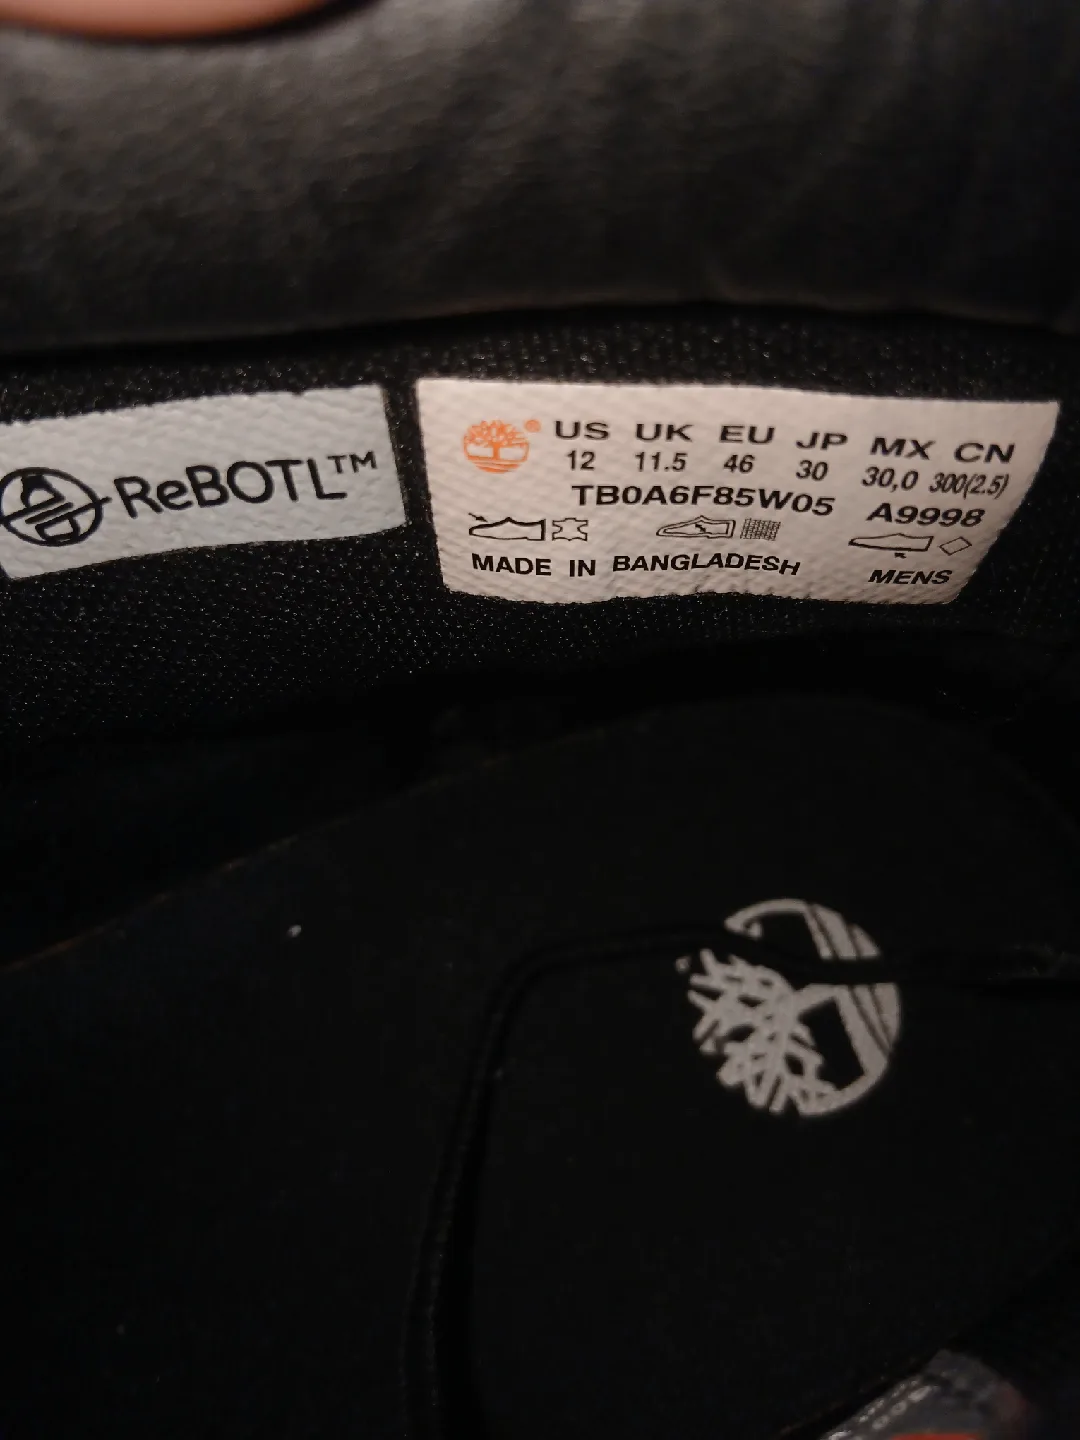 ReBOTL™
® US UK EU JP MX CN
12 11.5 46 30 30,0 300(2.5)
TB0A6F85W05 A9998
MADE IN BANGLADESH MENS